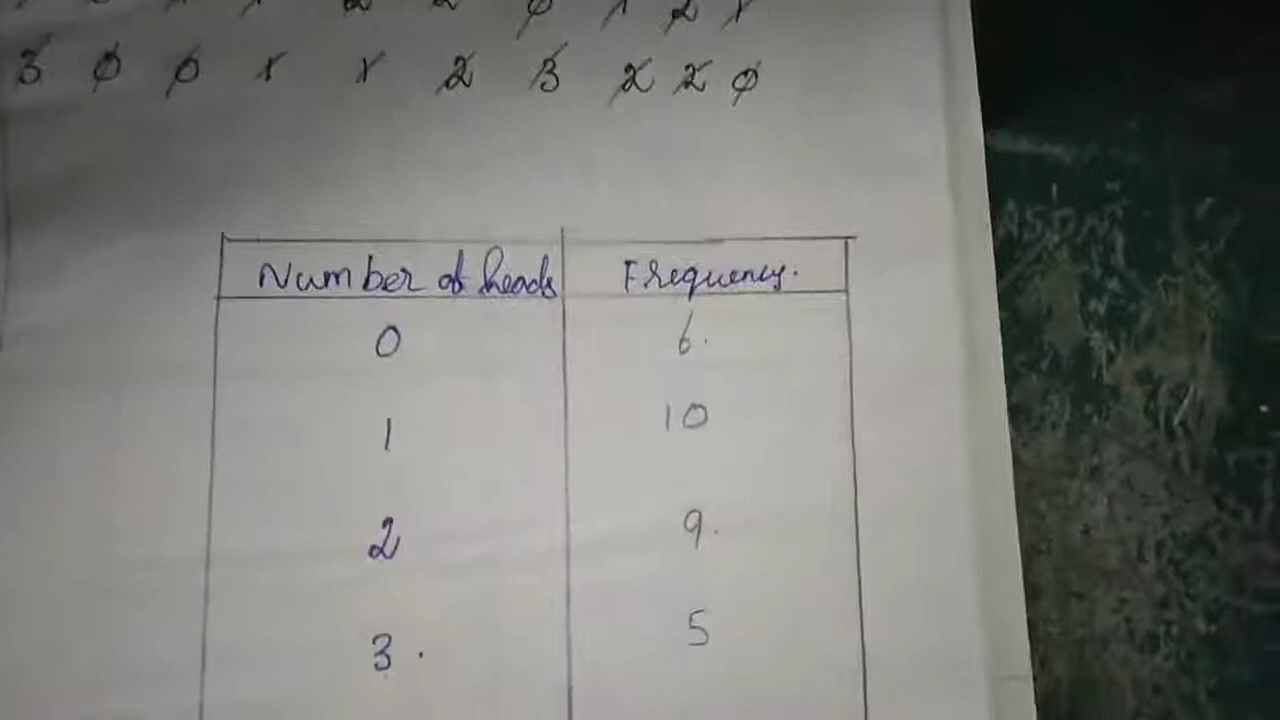 3 0 0 1 1 2 3 2 2 0
Number of heads Frequency.
0 6.
1 10
2 9.
3. 5